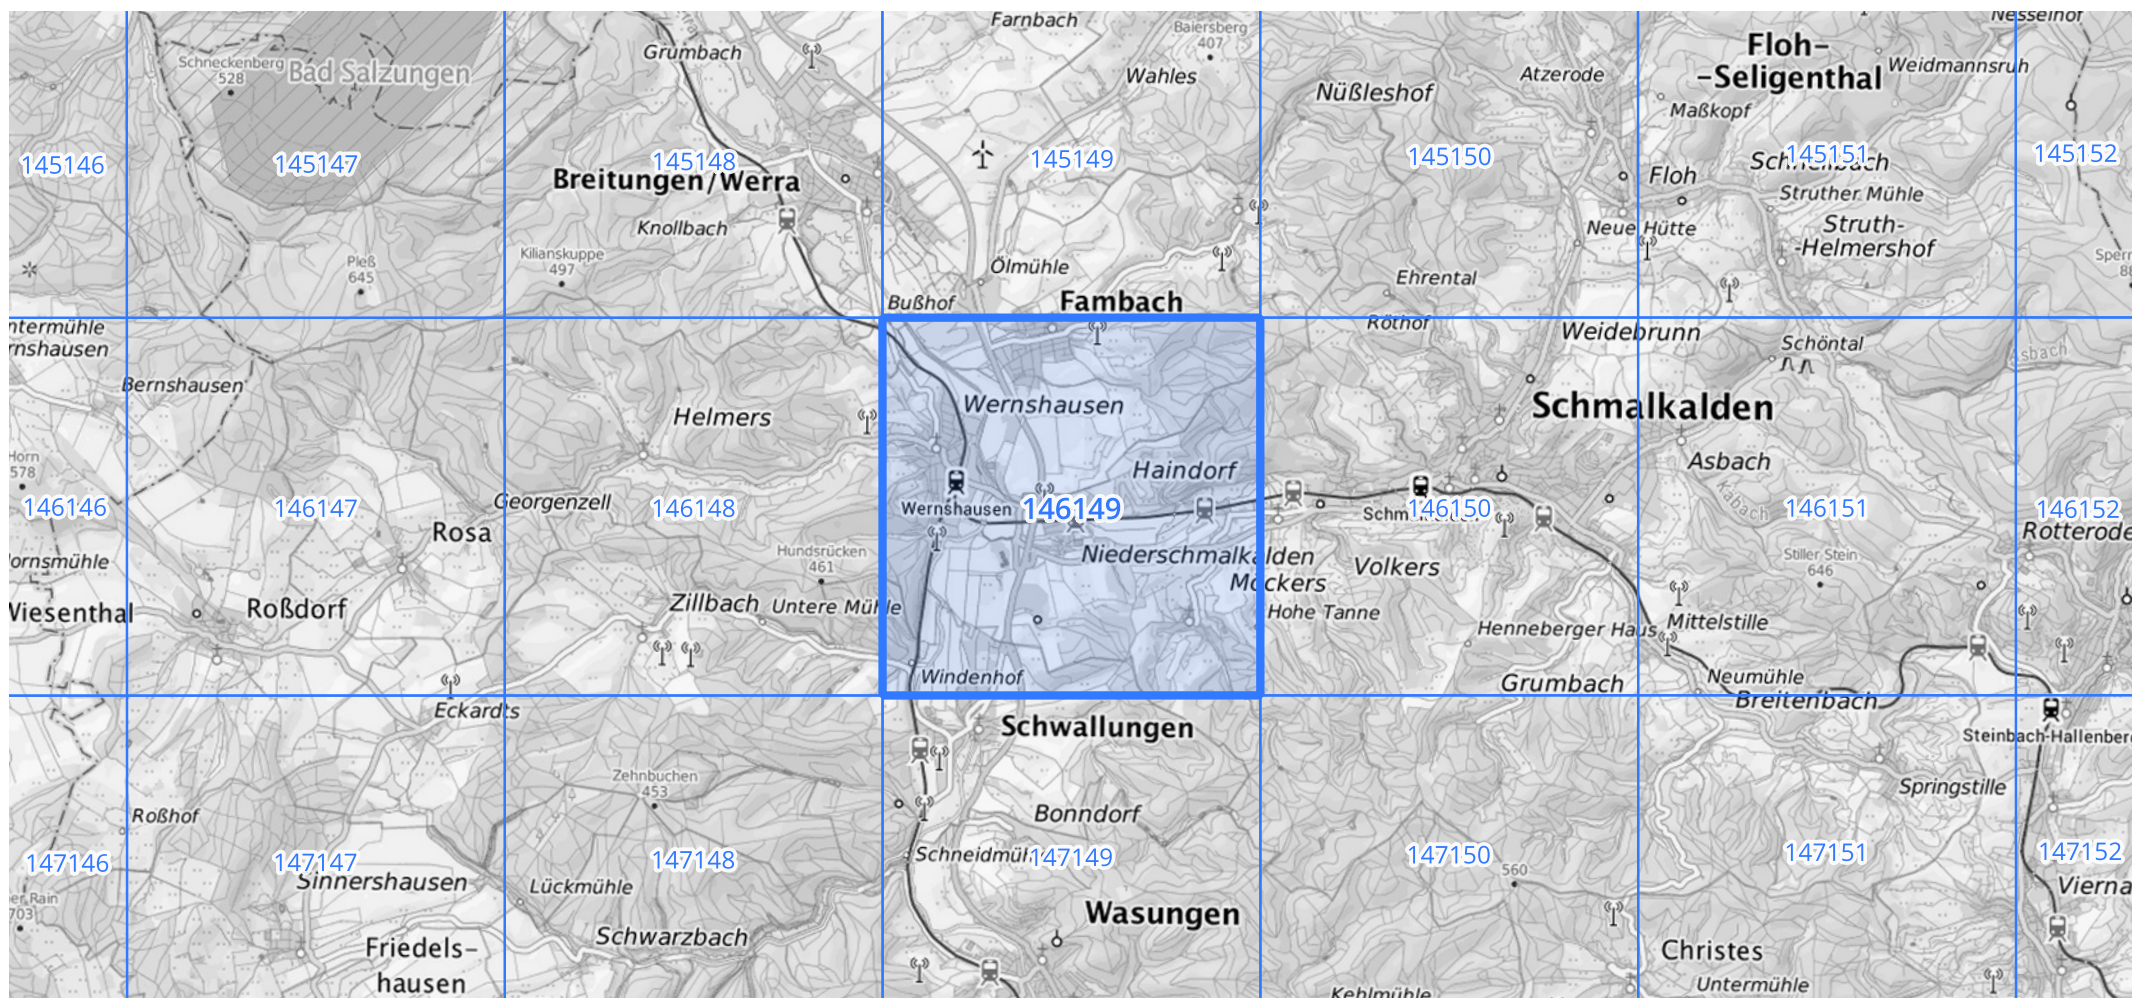 Farnbach
Nesselhof
Baiersberg
407
Grumbach
Floh-
-Seligenthal
Schneckenberg
528
Bad Salzungen
Wahles
Atzerode
Weidmannsruh
Nüßleshof
Maßkopf
145146
145147
145148
145149
145150
145151
145152
Breitungen/Werra
Floh
Struther Mühle
Knollbach
Neue Hütte
Struth-
-Helmershof
Kilianskuppe
497
Pleß
645
Ölmühle
Ehrental
Bußhof
Fambach
Röthof
Weidebrunn
Schöntal
Asbach
Bernshausen
Helmers
Wernshausen
Schmalkalden
Haindorf
Asbach
578
Georgenzell
Wernshausen
146146
146147
146148
146149
146150
146151
146152
Rosa
Rotterode
Hundsrücken
461
Niederschmalkalden
Volkers
Stiller Stein
646
Möckers
Roßdorf
Zillbach
Untere Mühle
Hohe Tanne
Henneberger Haus
Mittelstille
Windenhof
Grumbach
Neumühle
Breitenbach
Eckardts
Schwallungen
Zehnbuchen
453
Springstille
Roßhof
Bonndorf
147146
147147
147148
147149
147150
147151
147152
Sinnershausen
Lückmühle
560
703
Wasungen
Schwarzbach
Friedels-
hausen
Christes
Untermühle
Kehlmühle